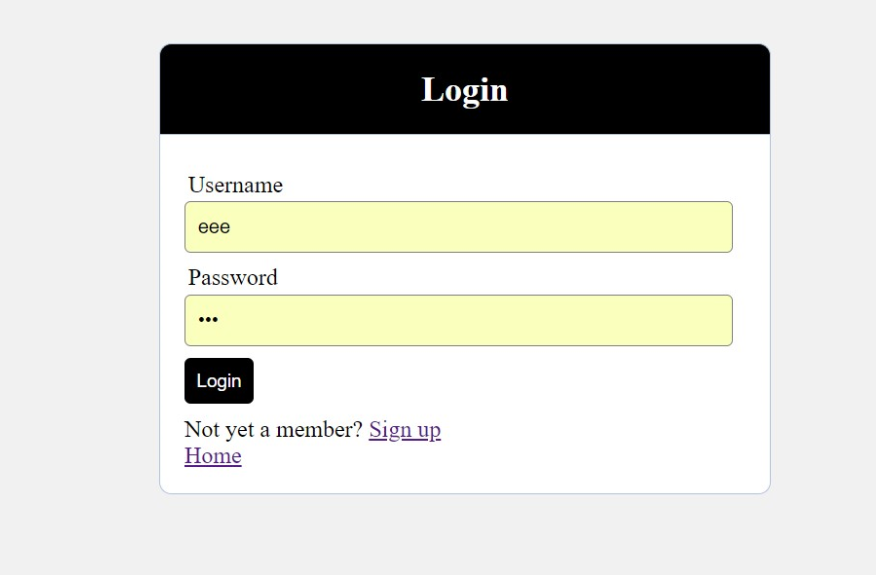 Login
Username
eee
Password
•••
Login
Not yet a member? Sign up
Home